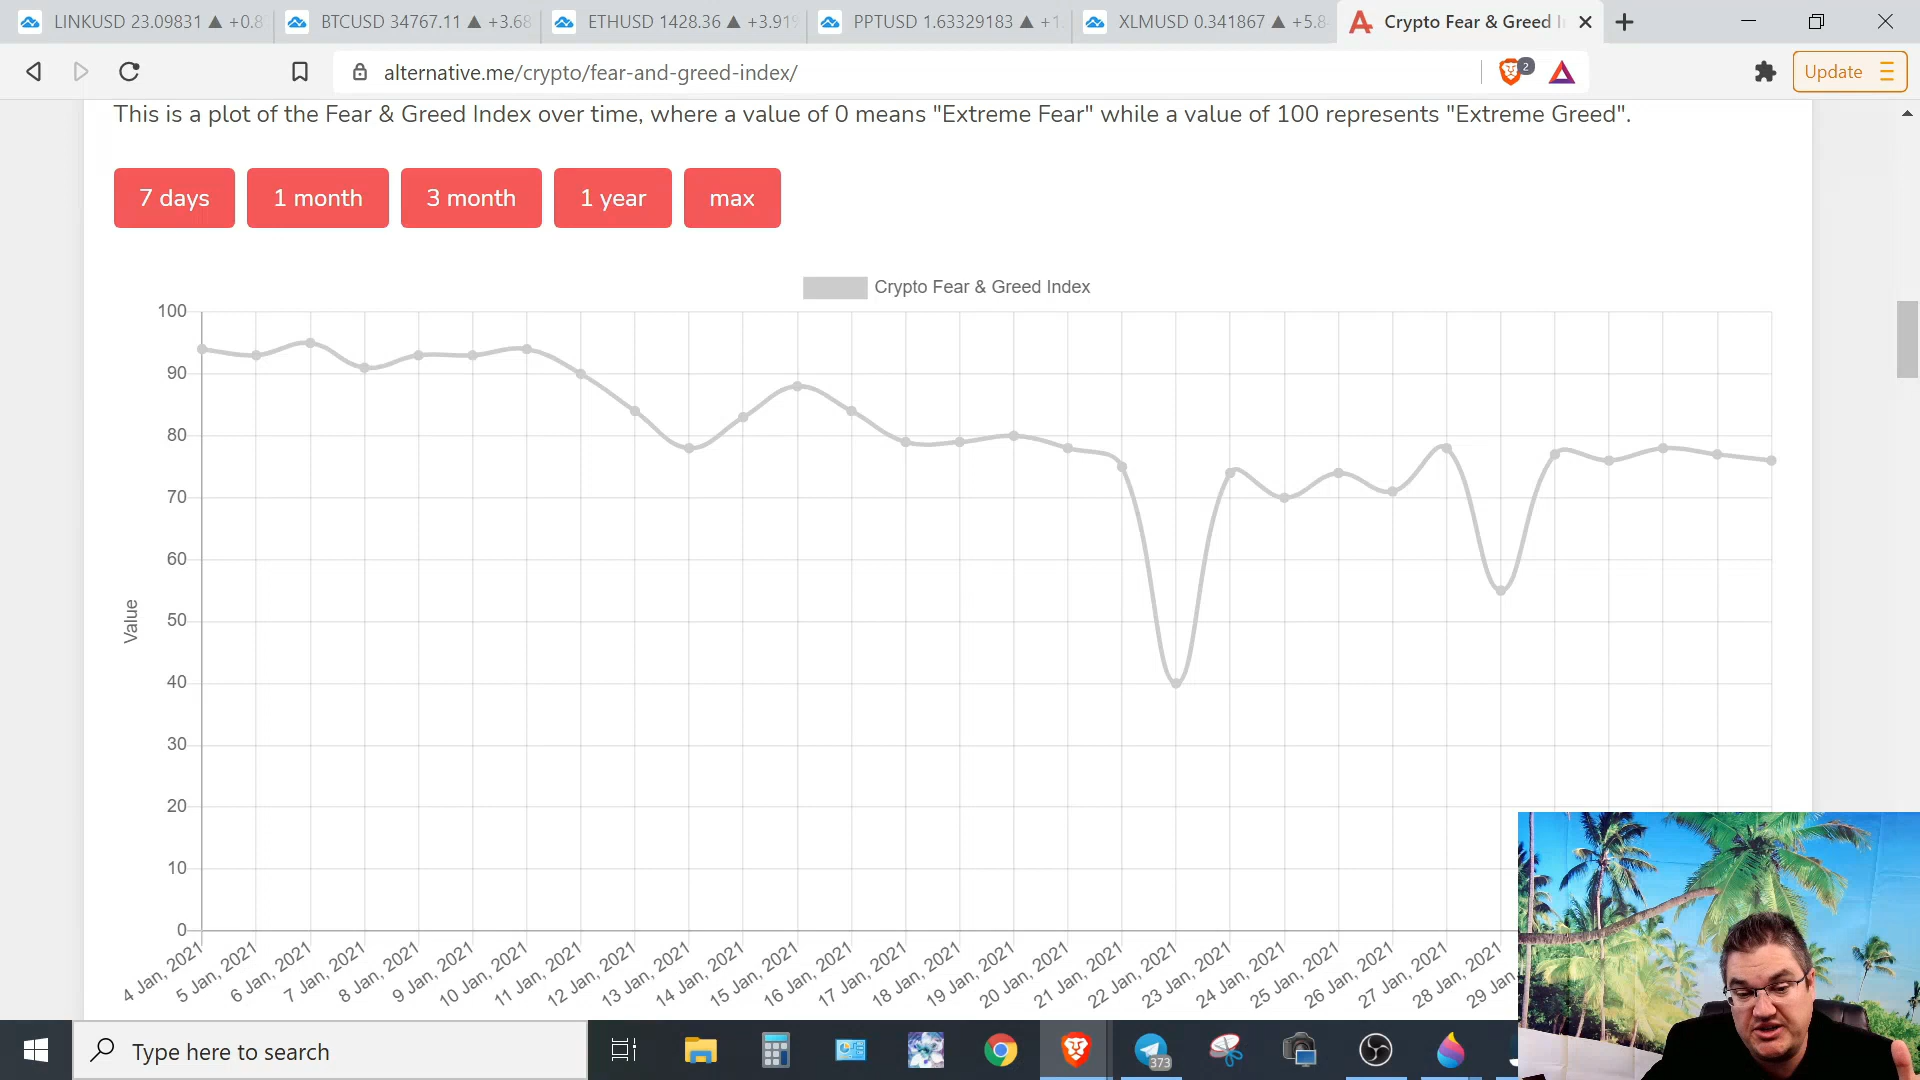 LINKUSD 23.09831 ▲ +0.8
BTCUSD 34767.11 ▲ +3.68
ETHUSD 1428.36 ▲ +3.919
PPTUSD 1.63329183 ▲ +1.
XLMUSD 0.341867 ▲ +5.8
Crypto Fear & Greed I
alternative.me/crypto/fear-and-greed-index/
2
Update
This is a plot of the Fear & Greed Index over time, where a value of 0 means "Extreme Fear" while a value of 100 represents "Extreme Greed".
7 days
1 month
3 month
1 year
max
Crypto Fear & Greed Index
100
90
80
70
60
50
40
30
20
10
0
Value
4 Jan, 2021
5 Jan, 2021
6 Jan, 2021
7 Jan, 2021
8 Jan, 2021
9 Jan, 2021
10 Jan, 2021
11 Jan, 2021
12 Jan, 2021
13 Jan, 2021
14 Jan, 2021
15 Jan, 2021
16 Jan, 2021
17 Jan, 2021
18 Jan, 2021
19 Jan, 2021
20 Jan, 2021
21 Jan, 2021
22 Jan, 2021
23 Jan, 2021
24 Jan, 2021
25 Jan, 2021
26 Jan, 2021
27 Jan, 2021
28 Jan, 2021
29 Jan
Type here to search
373